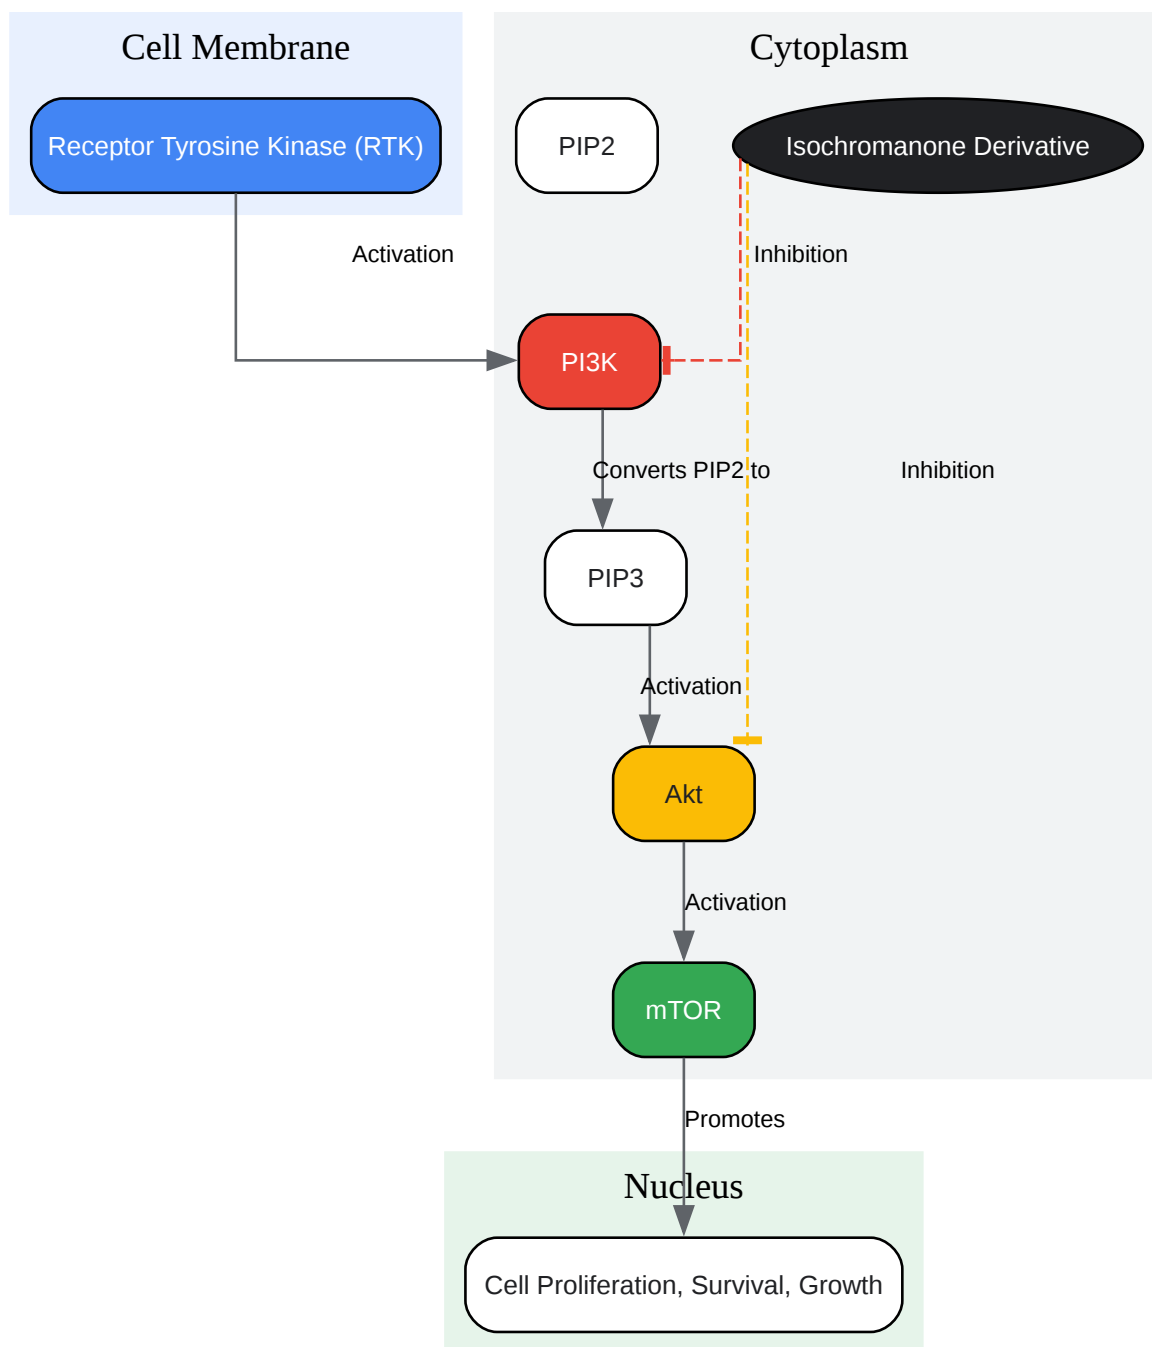 Cell Membrane
Cytoplasm
Receptor Tyrosine Kinase (RTK)
PIP2
Isochromanone Derivative
Activation
Inhibition
PI3K
Converts PIP2 to
Inhibition
PIP3
Activation
Akt
Activation
mTOR
Promotes
Nucleus
Cell Proliferation, Survival, Growth